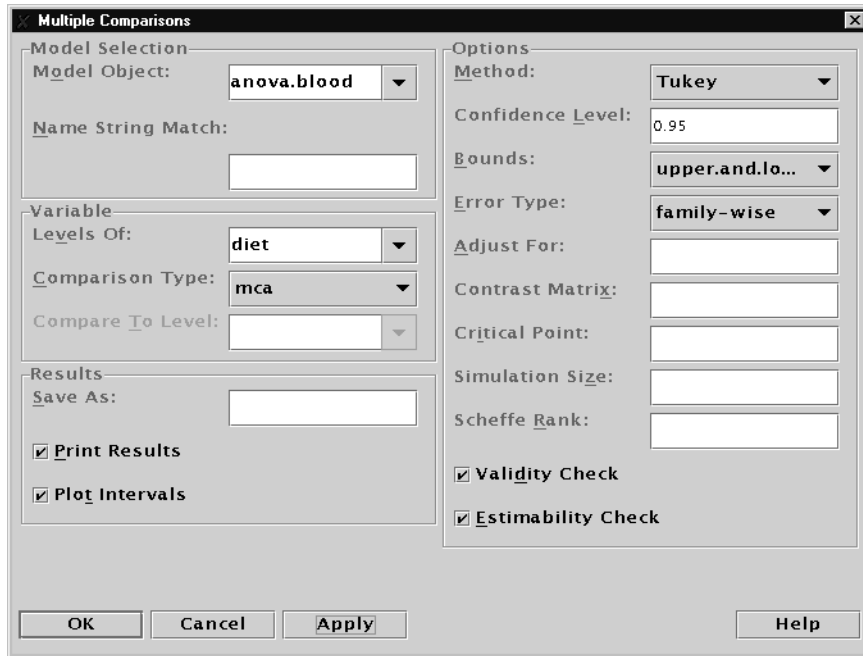 Multiple Comparisons
Model Selection
Model Object:
anova.blood
Name String Match:
Variable
Levels Of:
diet
Comparison Type:
mca
Compare To Level:
Results
Save As:
Print Results
Plot Intervals
Options
Method:
Tukey
Confidence Level:
0.95
Bounds:
upper.and.lo...
Error Type:
family-wise
Adjust For:
Contrast Matrix:
Critical Point:
Simulation Size:
Scheffe Rank:
Validity Check
Estimability Check
OK
Cancel
Apply
Help